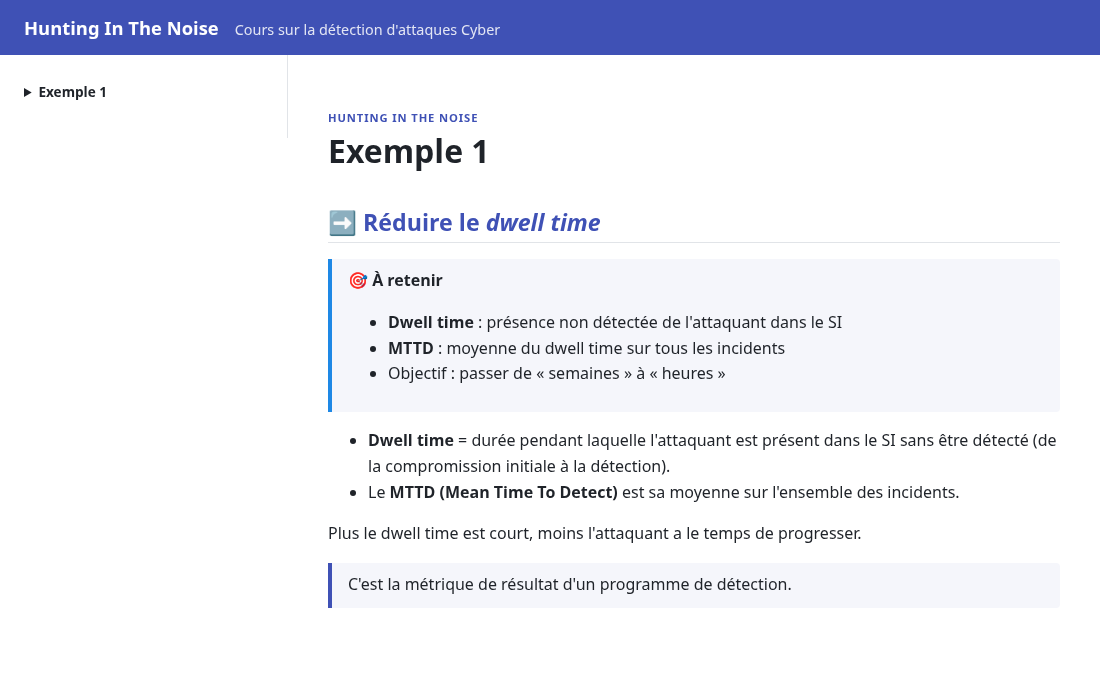 Hunting In The Noise Cours sur la détection d'attaques Cyber
Exemple 1
HUNTING IN THE NOISE
Exemple 1
➡️ Réduire le dwell time
🎯 À retenir
Dwell time : présence non détectée de l'attaquant dans le SI
MTTD : moyenne du dwell time sur tous les incidents
Objectif : passer de « semaines » à « heures »
Dwell time = durée pendant laquelle l'attaquant est présent dans le SI sans être détecté (de
la compromission initiale à la détection).
Le MTTD (Mean Time To Detect) est sa moyenne sur l'ensemble des incidents.
Plus le dwell time est court, moins l'attaquant a le temps de progresser.
C'est la métrique de résultat d'un programme de détection.